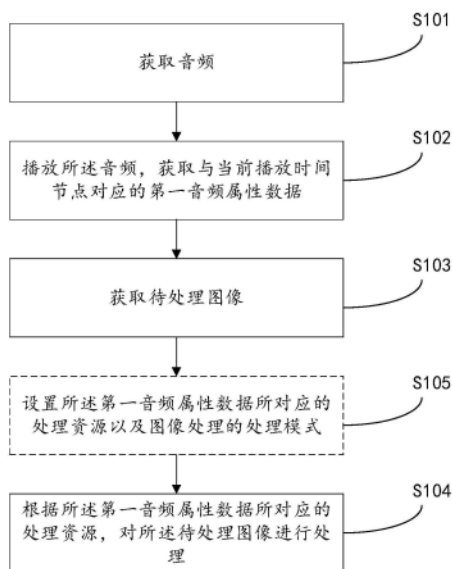 S101
获取音频
S102
播放所述音频，获取与当前播放时间
节点对应的第一音频属性数据
S103
获取待处理图像
S105
设置所述第一音频属性数据所对应的
处理资源以及图像处理的处理模式
S104
根据所述第一音频属性数据所对应的
处理资源，对所述待处理图像进行处
理